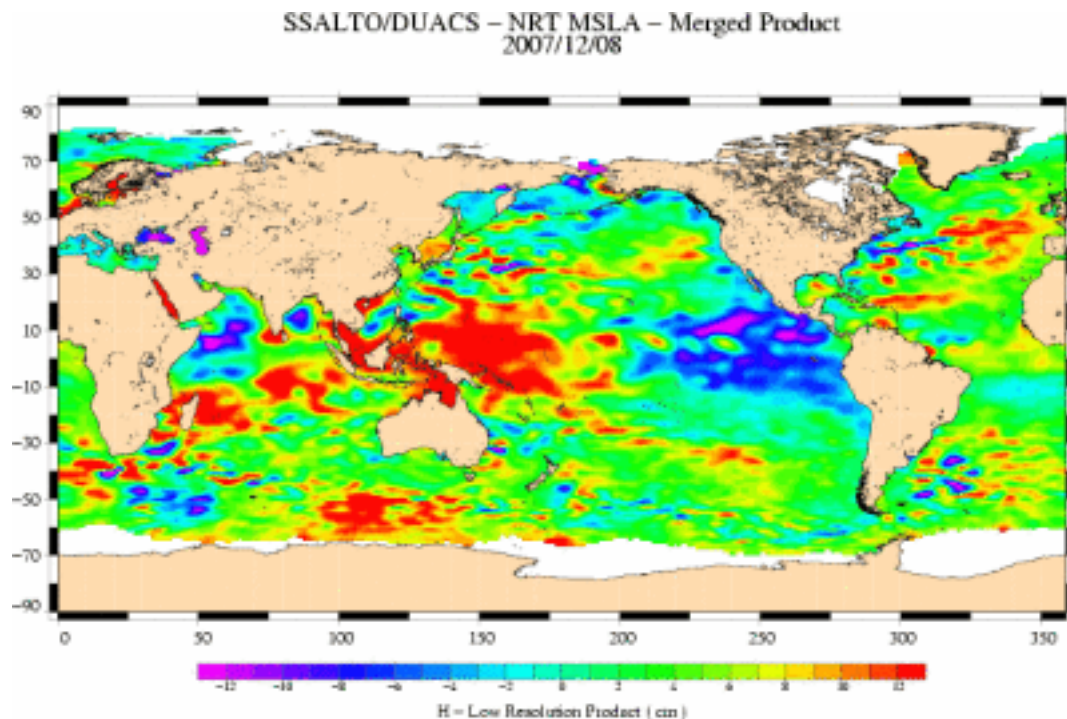 SSALTO/DUACS − NRT MSLA − Merged Product
2007/12/08
90
70
50
30
10
−10
−30
−50
−70
−90
0 50 100 150 200 250 300 350
−12 −10 −8 −6 −4 −2 0 2 4 6 8 10 12
H − Low Resolution Product ( cm )